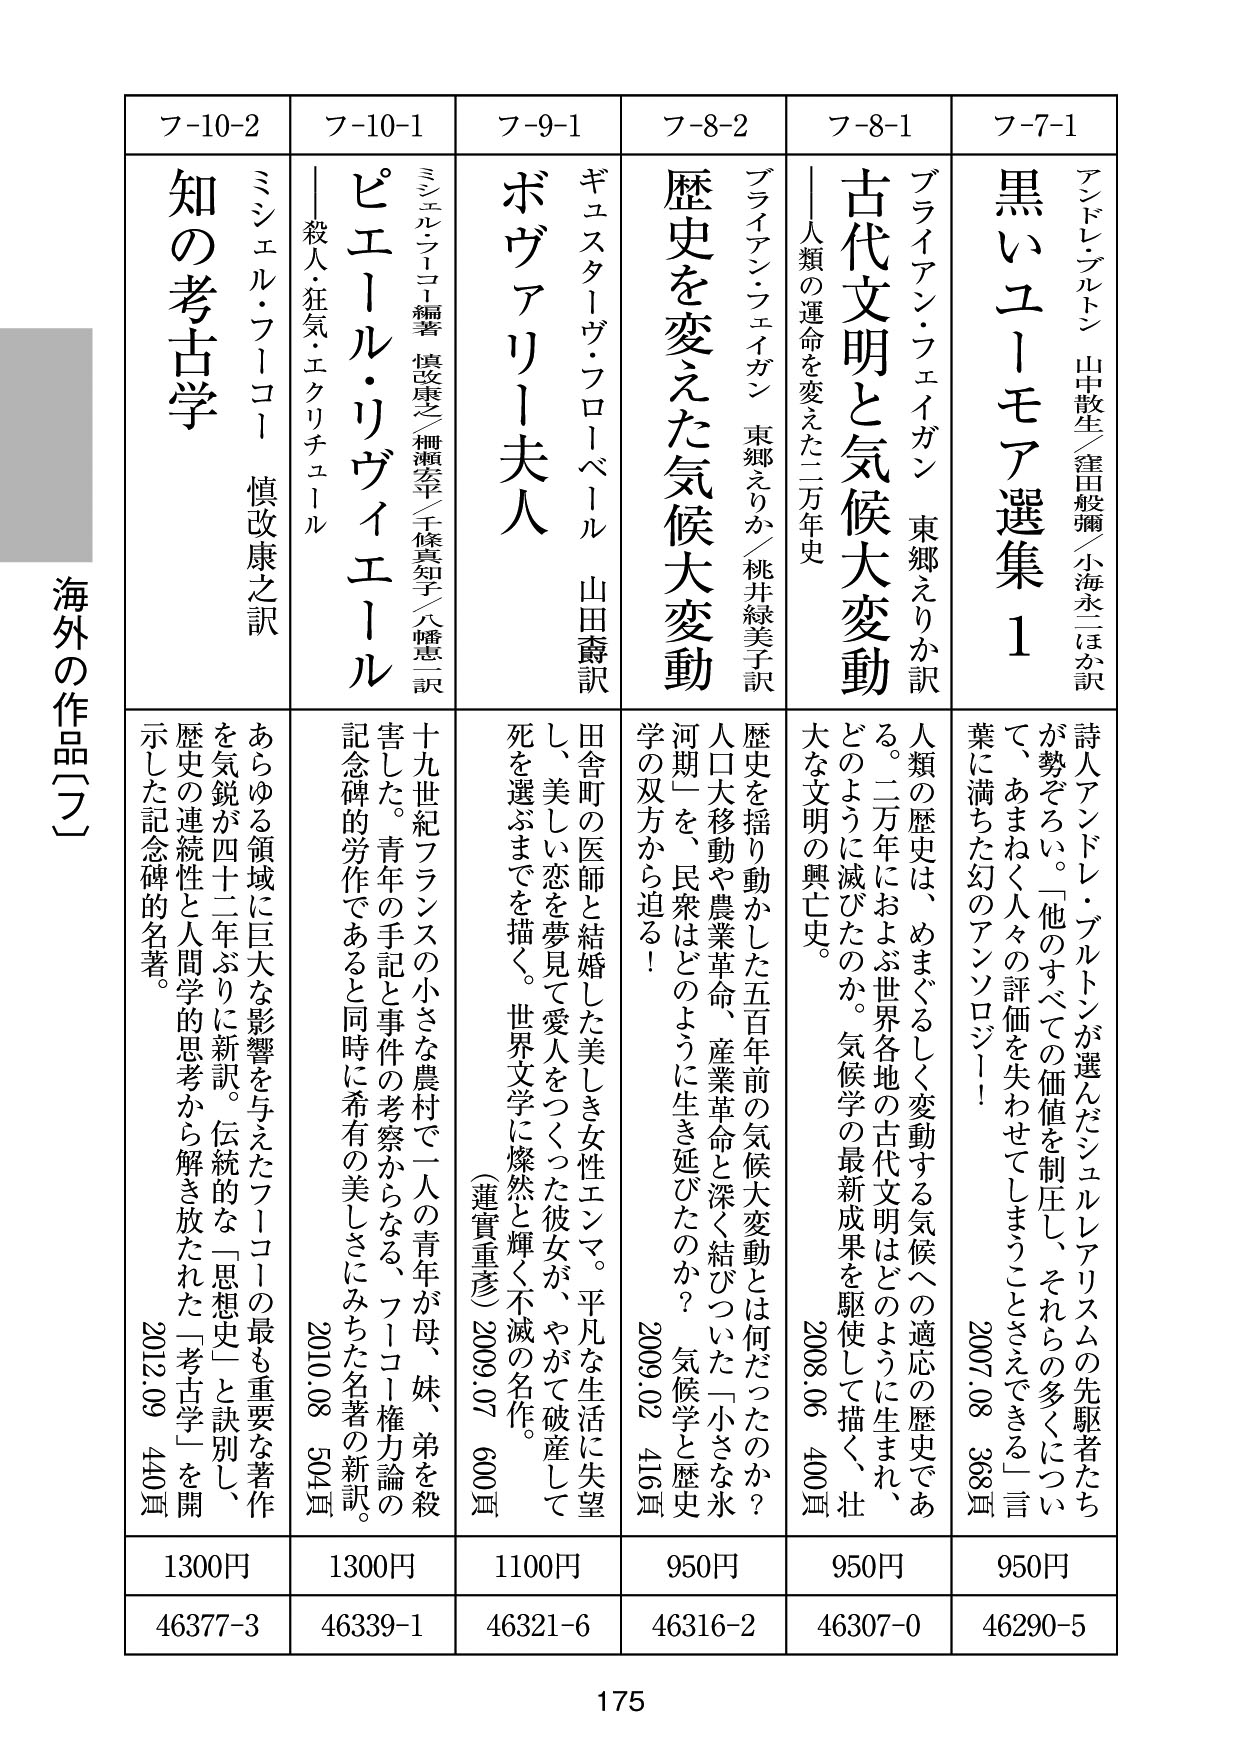 フ-7-1
アンドレ・ブルトン 山中散生／窪田般彌／小海永二ほか訳
黒いユーモア選集 1
詩人アンドレ・ブルトンが選んだシュルレアリスムの先駆者たち
が勢ぞろい。「他のすべての価値を制圧し、それらの多くについ
て、あまねく人々の評価を失わせてしまうことさえできる」言
葉に満ちた幻のアンソロジー！
2007.08 368頁
950円
46290-5
フ-8-1
ブライアン・フェイガン 東郷えりか訳
古代文明と気候大変動
――人類の運命を変えた二万年史
人類の歴史は、めまぐるしく変動する気候への適応の歴史であ
る。二万年におよぶ世界各地の古代文明はどのように生まれ、
どのように滅びたのか。気候学の最新成果を駆使して描く、壮
大な文明の興亡史。
2008.06 400頁
950円
46307-0
フ-8-2
ブライアン・フェイガン 東郷えりか／桃井緑美子訳
歴史を変えた気候大変動
歴史を揺り動かした五百年前の気候大変動とは何だったのか？
人口大移動や農業革命、産業革命と深く結びついた「小さな氷
河期」を、民衆はどのように生き延びたのか？ 気候学と歴史
学の双方から迫る！
2009.02 416頁
950円
46316-2
フ-9-1
ギュスターヴ・フローベール 山田𣝣訳
ボヴァリー夫人
田舎町の医師と結婚した美しき女性エンマ。平凡な生活に失望
し、美しい恋を夢見て愛人をつくった彼女が、やがて破産して
死を選ぶまでを描く。世界文学に燦然と輝く不滅の名作。
（蓮實重彥） 2009.07 600頁
1100円
46321-6
フ-10-1
ミシェル・フーコー編著 慎改康之／柵瀨宏平／千條真知子／八幡恵一訳
ピエール・リヴィエール
――殺人・狂気・エクリチュール
十九世紀フランスの小さな農村で一人の青年が母、妹、弟を殺
害した。青年の手記と事件の考察からなる、フーコー権力論の
記念碑的労作であると同時に希有の美しさにみちた名著の新訳。
2010.08 504頁
1300円
46339-1
フ-10-2
ミシェル・フーコー 慎改康之訳
知の考古学
あらゆる領域に巨大な影響を与えたフーコーの最も重要な著作
を気鋭が四十二年ぶりに新訳。伝統的な「思想史」と訣別し、
歴史の連続性と人間学的思考から解き放たれた「考古学」を開
示した記念碑的名著。
2012.09 440頁
1300円
46377-3
海外の作品〔フ〕
175